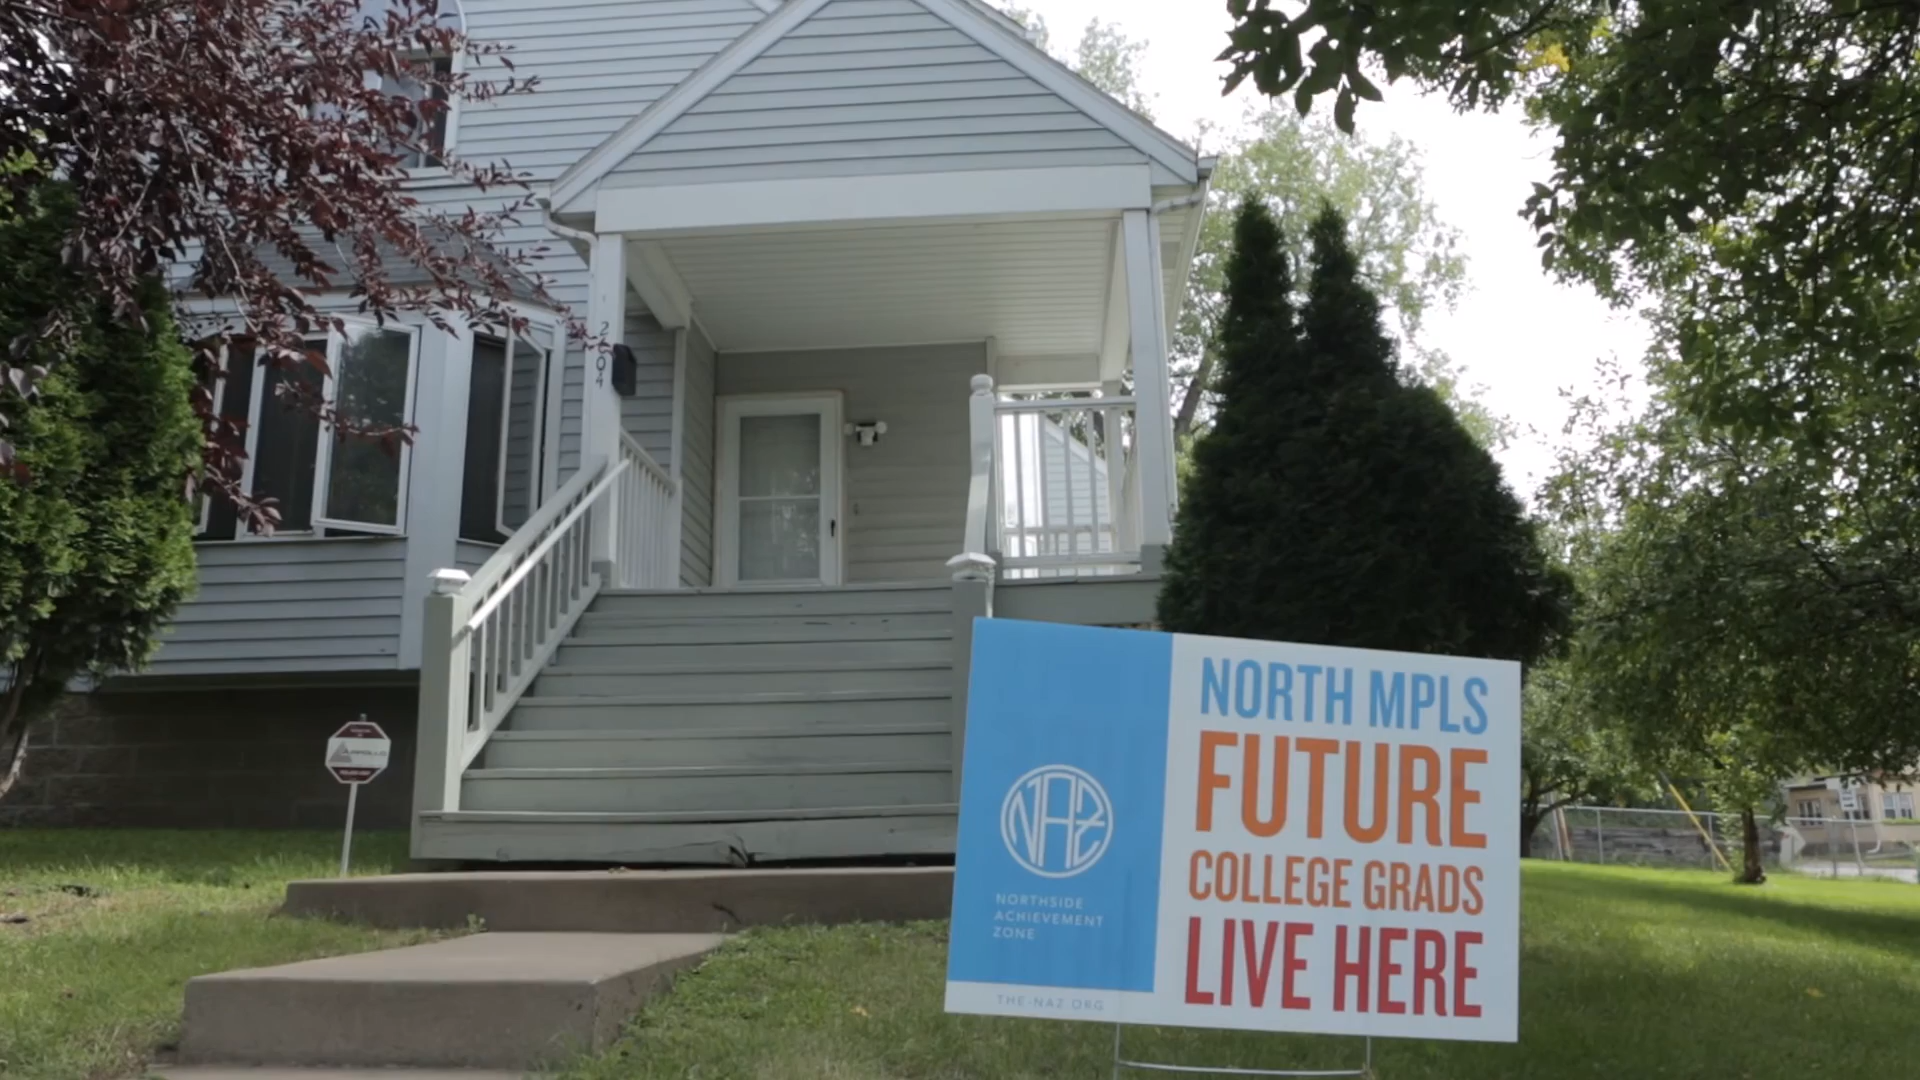 2604
NORTH MPLS
FUTURE
COLLEGE GRADS
LIVE HERE
NAZ
NORTHSIDE
ACHIEVEMENT
ZONE
THE-NAZ.ORG